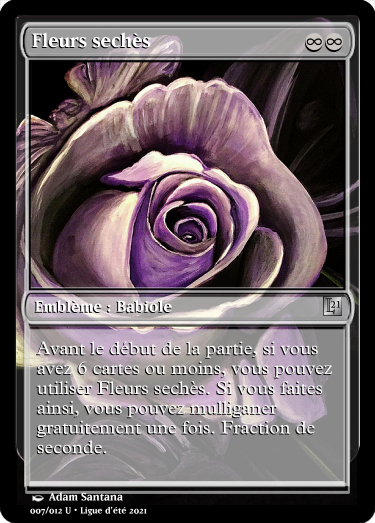 Fleurs sechès ∞∞
Emblème : Babiole
L21
Avant le début de la partie, si vous
avez 6 cartes ou moins, vous pouvez
utiliser Fleurs sechès. Si vous faites
ainsi, vous pouvez mulliganer
gratuitement une fois. Fraction de
seconde.
Adam Santana
007/012 U • Ligue d'été 2021